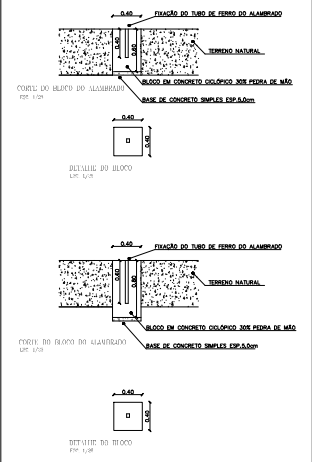 0.40
FIXAÇÃO DO TUBO DE FERRO DO ALAMBRADO
0.40
0.60
TERRENO NATURAL
BLOCO EM CONCRETO CICLÓPICO 30% PEDRA DE MÃO
CORTE DO BLOCO DO ALAMBRADO
BASE DE CONCRETO SIMPLES ESP.5,0cm
0.40
0.40
DETALHE DO BLOCO
0.40
FIXAÇÃO DO TUBO DE FERRO DO ALAMBRADO
0.60
0.80
TERRENO NATURAL
BLOCO EM CONCRETO CICLÓPICO 30% PEDRA DE MÃO
CORTE DO BLOCO DO ALAMBRADO
BASE DE CONCRETO SIMPLES ESP.5,0cm
0.40
0.40
DETALHE DO BLOCO